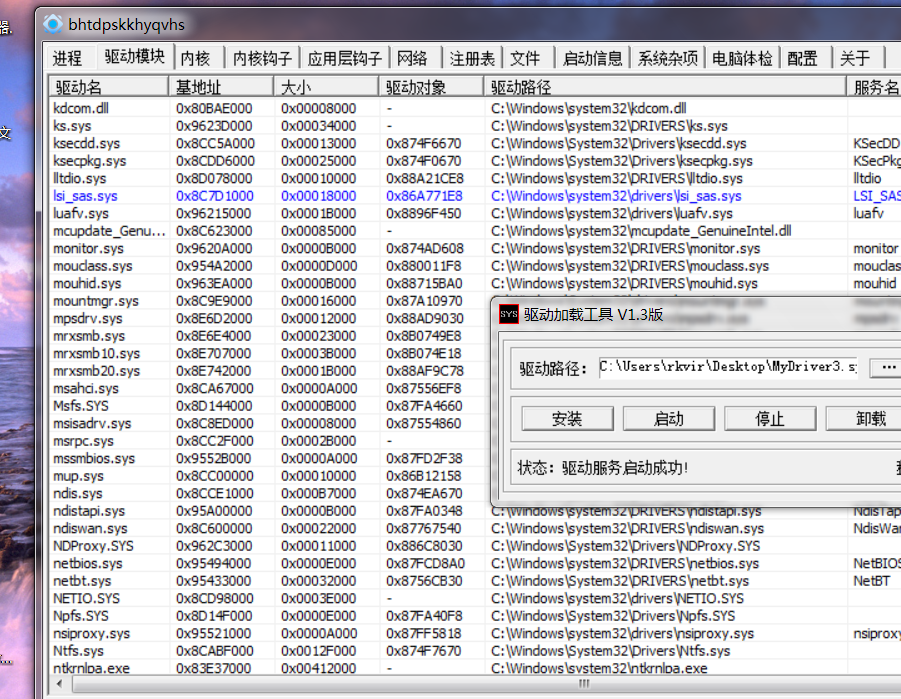 器.
文
...
bhtdpskkhyqvhs
进程 驱动模块 内核 内核钩子 应用层钩子 网络 注册表 文件 启动信息 系统杂项 电脑体检 配置 关于
驱动名 基地址 大小 驱动对象 驱动路径 服务名
kdcom.dll 0x80BAE000 0x00008000 - C:\Windows\system32\kdcom.dll
ks.sys 0x9623D000 0x00034000 - C:\Windows\system32\DRIVERS\ks.sys
ksecdd.sys 0x8CC5A000 0x00013000 0x874F6670 C:\Windows\System32\Drivers\ksecdd.sys KSecDD
ksecpkg.sys 0x8CDD6000 0x00025000 0x874F0670 C:\Windows\System32\Drivers\ksecpkg.sys KSecPkg
lltdio.sys 0x8D078000 0x00010000 0x88A21CE8 C:\Windows\system32\DRIVERS\lltdio.sys lltdio
lsi_sas.sys 0x8C7D1000 0x00018000 0x86A771E8 C:\Windows\system32\drivers\lsi_sas.sys LSI_SAS
luafv.sys 0x96215000 0x0001B000 0x8896F450 C:\Windows\system32\drivers\luafv.sys luafv
mcupdate_Genu... 0x8C623000 0x00085000 - C:\Windows\system32\mcupdate_GenuineIntel.dll
monitor.sys 0x9620A000 0x0000B000 0x874AD608 C:\Windows\system32\DRIVERS\monitor.sys monitor
mouclass.sys 0x954A2000 0x0000D000 0x880011F8 C:\Windows\system32\DRIVERS\mouclass.sys mouclas
mouhid.sys 0x963EA000 0x0000B000 0x88715BA0 C:\Windows\system32\DRIVERS\mouhid.sys mouhid
mountmgr.sys 0x8C9E9000 0x00016000 0x87A10970
mpsdrv.sys 0x8E6D2000 0x00012000 0x88AD9030
mrxsmb.sys 0x8E6E4000 0x00023000 0x8B0749E8
mrxsmb10.sys 0x8E707000 0x0003B000 0x8B074E18
mrxsmb20.sys 0x8E742000 0x0001B000 0x88AF9C78
msahci.sys 0x8CA67000 0x0000A000 0x87556EF8
Msfs.SYS 0x8D144000 0x0000B000 0x87FA4660
msisadrv.sys 0x8C8ED000 0x00008000 0x87554860
msrpc.sys 0x8CC2F000 0x0002B000 -
mssmbios.sys 0x9552B000 0x0000A000 0x87FD2F38
mup.sys 0x8CC00000 0x00010000 0x86B12158
ndis.sys 0x8CCE1000 0x000B7000 0x874EA670
ndistapi.sys 0x95A00000 0x0000B000 0x87FA0348 C:\Windows\system32\DRIVERS\ndistapi.sys NdisTap
ndiswan.sys 0x8C600000 0x00022000 0x87767540 C:\Windows\system32\DRIVERS\ndiswan.sys NdisWan
NDProxy.SYS 0x962C3000 0x00011000 0x886C8030 C:\Windows\System32\Drivers\NDProxy.SYS
netbios.sys 0x95494000 0x0000E000 0x87FCD8A0 C:\Windows\system32\DRIVERS\netbios.sys NetBIOS
netbt.sys 0x95433000 0x00032000 0x8756CB30 C:\Windows\System32\DRIVERS\netbt.sys NetBT
NETIO.SYS 0x8CD98000 0x0003E000 - C:\Windows\system32\drivers\NETIO.SYS
Npfs.SYS 0x8D14F000 0x0000E000 0x87FA40F8 C:\Windows\System32\Drivers\Npfs.SYS
nsiproxy.sys 0x95521000 0x0000A000 0x87FF5818 C:\Windows\system32\drivers\nsiproxy.sys nsiproxy
Ntfs.sys 0x8CABF000 0x0012F000 0x874F7670 C:\Windows\System32\Drivers\Ntfs.sys
ntkrnlpa.exe 0x83E37000 0x00412000 - C:\Windows\system32\ntkrnlpa.exe
SYS 驱动加载工具 V1.3版
驱动路径: C:\Users\rkvir\Desktop\MyDriver3.s ...
安装 启动 停止 卸载
状态: 驱动服务启动成功!